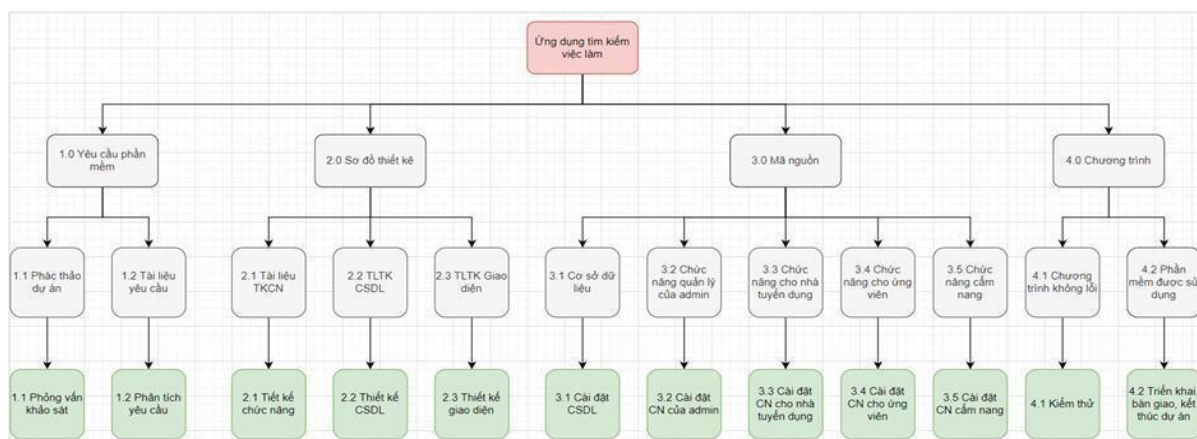 Ứng dụng tìm kiếm
việc làm
1.0 Yêu cầu phần
mềm
2.0 Sơ đồ thiết kê
3.0 Mã nguồn
4.0 Chương trình
1.1 Phác thảo
dự án
1.2 Tài liệu
yêu cầu
2.1 Tài liệu
TKCN
2.2 TLTK
CSDL
2.3 TLTK Giao
diện
3.1 Cơ sở dữ
liệu
3.2 Chức
năng quản lý
của admin
3.3 Chức
năng cho nhà
tuyển dụng
3.4 Chức
năng cho ứng
viên
3.5 Chức
năng cẩm
nang
4.1 Chương
trình không lỗi
4.2 Phần
mềm được sử
dụng
1.1 Phỏng vấn
khảo sát
1.2 Phân tích
yêu cầu
2.1 Tiết kế
chức năng
2.2 Thiết kế
CSDL
2.3 Thiết kế
giao diện
3.1 Cài đặt
CSDL
3.2 Cài đặt
CN của admin
3.3 Cài đặt
CN cho nhà
tuyển dụng
3.4 Cài đặt
CN cho ứng
viên
3.5 Cài đặt
CN cẩm nang
4.1 Kiểm thử
4.2 Triển khai,
bàn giao, kết
thúc dự án